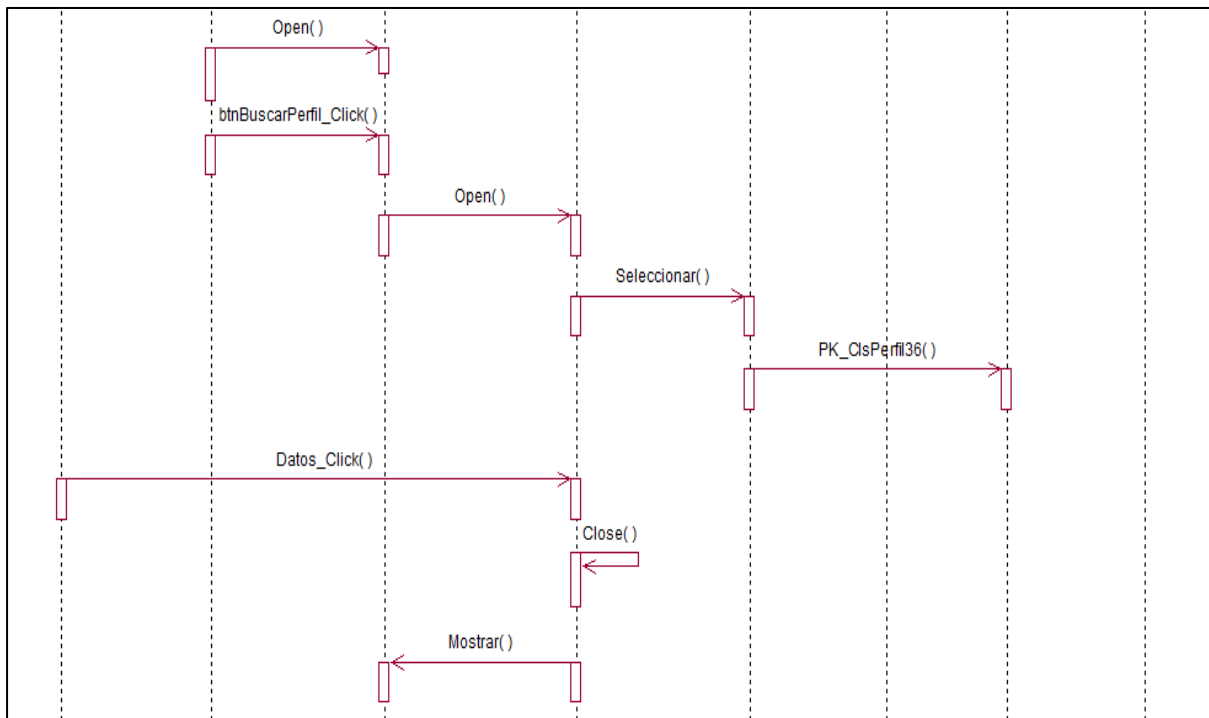 Open( )
btnBuscarPerfil_Click( )
Open( )
Seleccionar( )
PK_ClsPerfil36( )
Datos_Click( )
Close( )
Mostrar( )